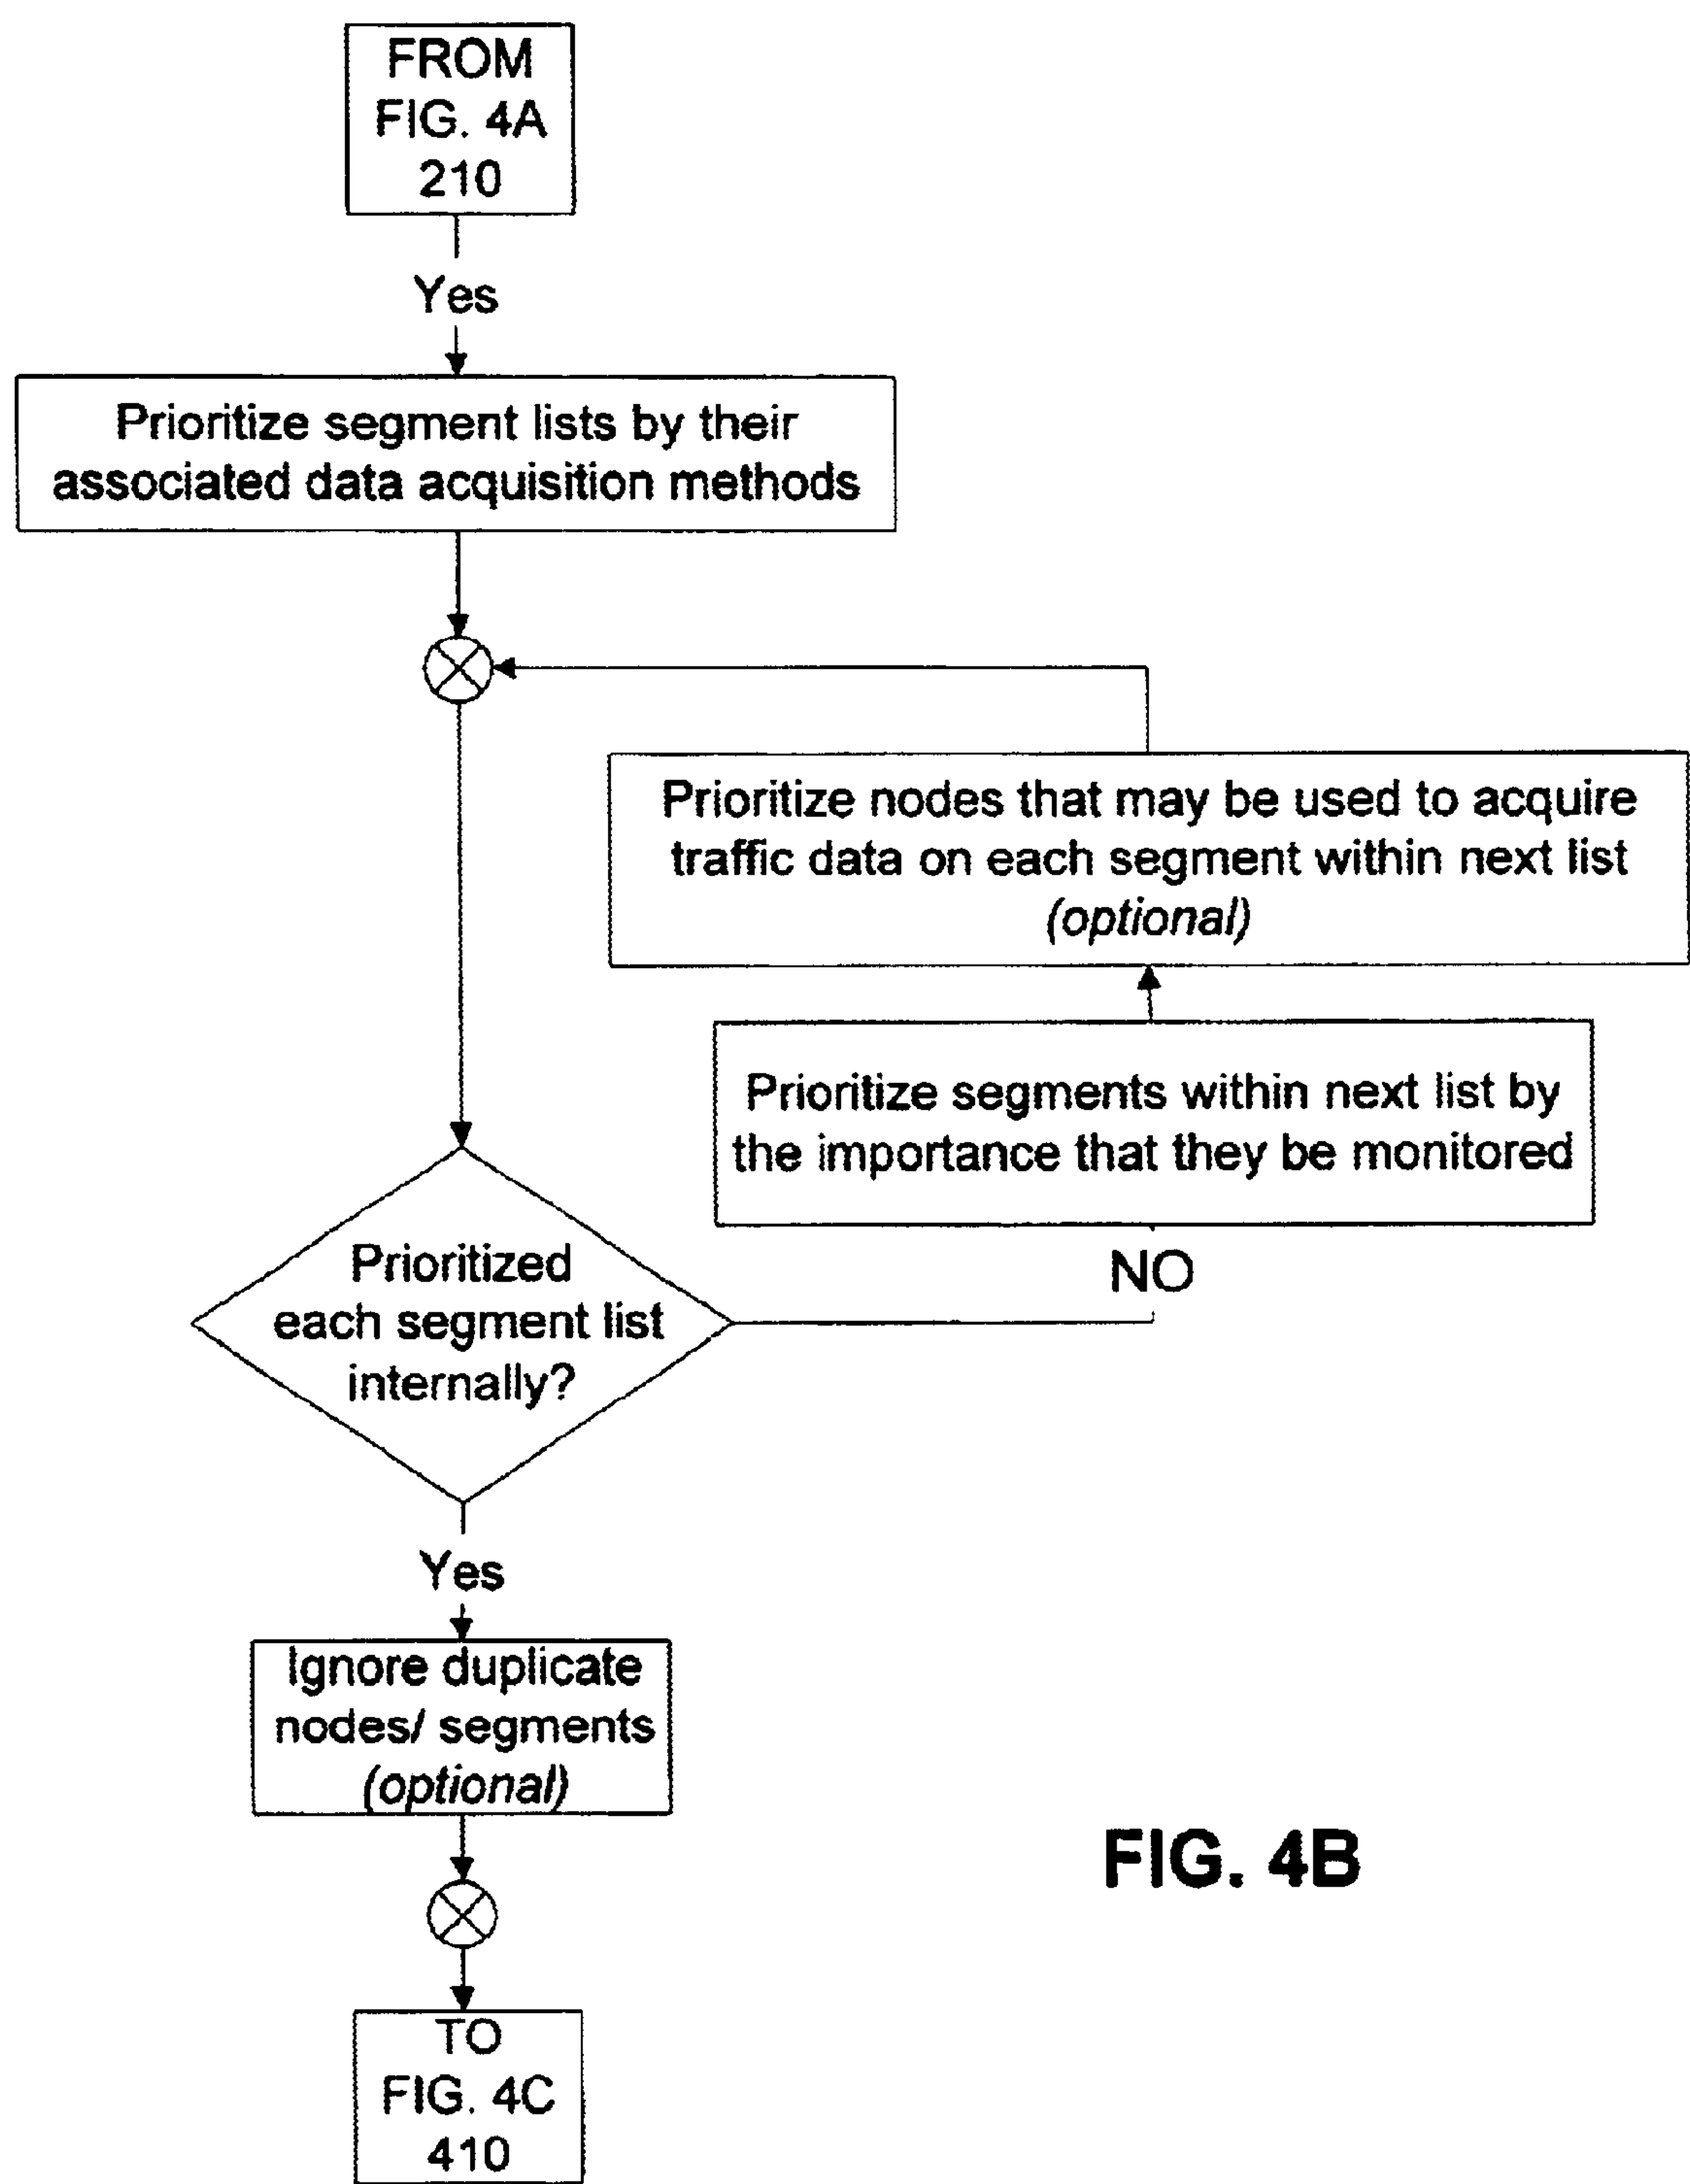 FROM
FIG. 4A
210
Yes
Prioritize segment lists by their
associated data acquisition methods
Prioritize nodes that may be used to acquire
traffic data on each segment within next list
(optional)
Prioritize segments within next list by
the importance that they be monitored
NO
Prioritized
each segment list
internally?
Yes
Ignore duplicate
nodes/ segments
(optional)
FIG. 4B
TO
FIG. 4C
410